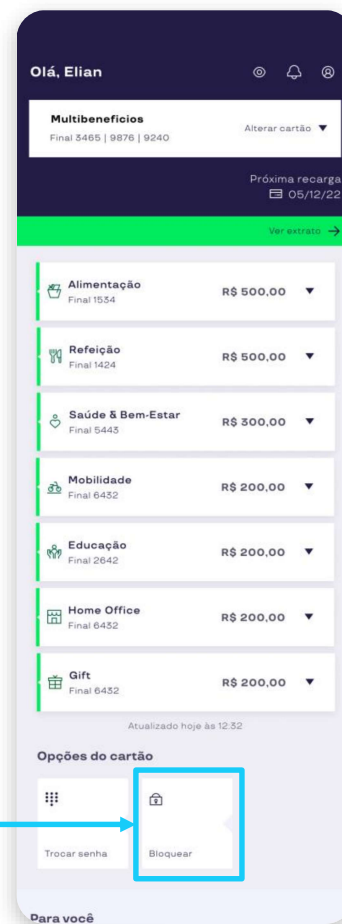 Olá, Elian
Multibeneficios
Final 3465 | 9876 | 9240
Alterar cartão
Próxima recarga
05/12/22
Ver extrato
Alimentação
Final 1534
R$ 500,00
Refeição
Final 1424
R$ 500,00
Saúde & Bem-Estar
Final 5443
R$ 300,00
Mobilidade
Final 6432
R$ 200,00
Educação
Final 2642
R$ 200,00
Home Office
Final 6432
R$ 200,00
Gift
Final 6432
R$ 200,00
Atualizado hoje às 12:32
Opções do cartão
Trocar senha
Bloquear
Para você